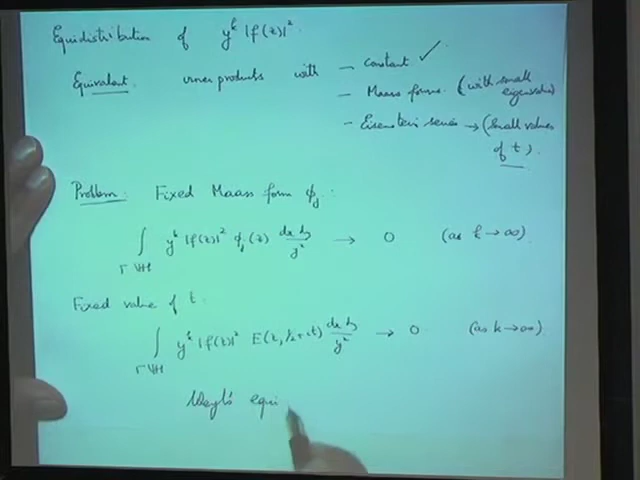 Equidistribution of y^k |f(z)|².
Equivalent: inner products with – constant ✓
– Maass forms (with small eigenvalue)
– Eisenstein series → (small values of t).
Problem: Fixed Maass form ϕ_j:
∫_{Γ\ℍ} y^k |f(z)|² ϕ_j(z) dx dy / y² → 0 (as k → ∞)
Fixed value of t.
∫_{Γ\ℍ} y^k |f(z)|² E(z, 1/2 + it) dx dy / y² → 0 (as k → ∞)
Weyl's equi